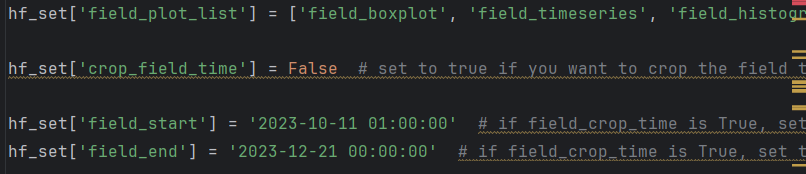 hf_set['field_plot_list'] = ['field_boxplot', 'field_timeseries', 'field_histogr
hf_set['crop_field_time'] = False  # set to true if you want to crop the field t
hf_set['field_start'] = '2023-10-11 01:00:00'  # if field_crop_time is True, set
hf_set['field_end'] = '2023-12-21 00:00:00'  # if field_crop_time is True, set t